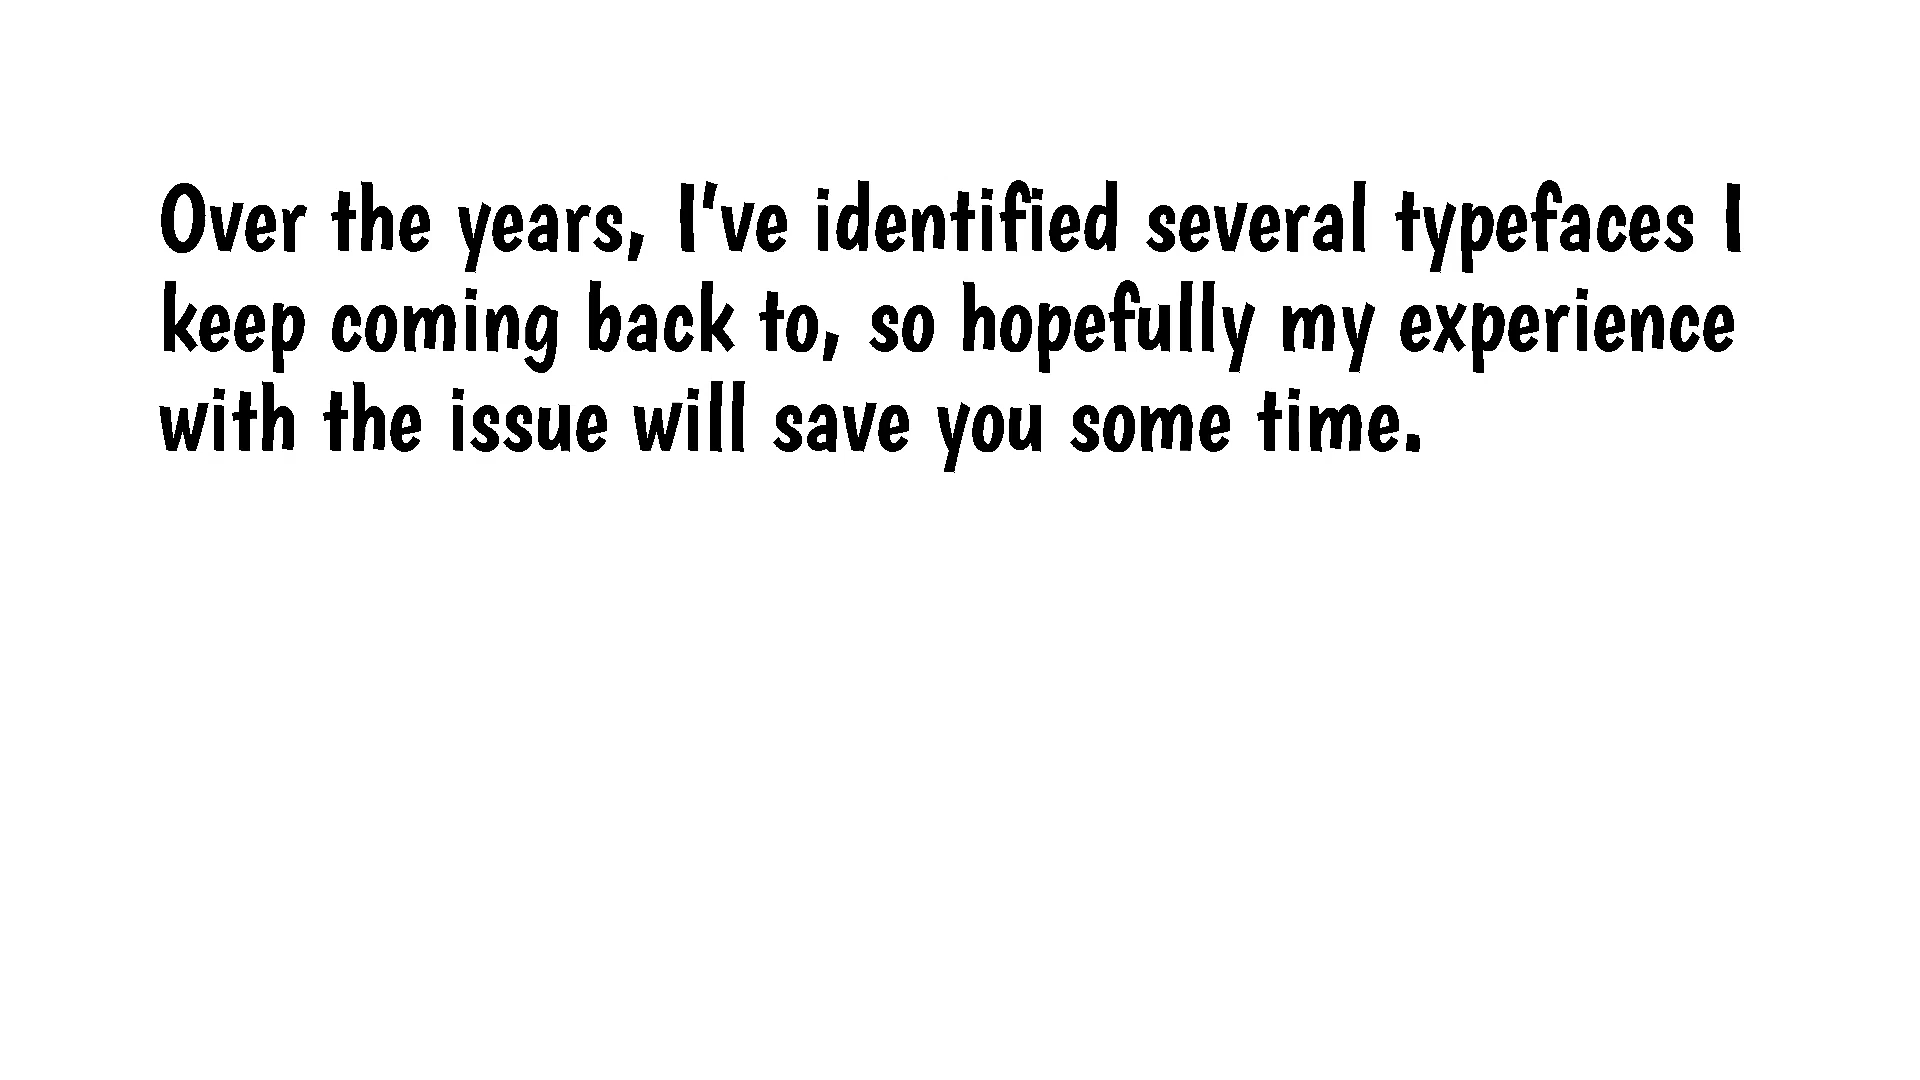 Over the years, I've identified several typefaces I
keep coming back to, so hopefully my experience
with the issue will save you some time.